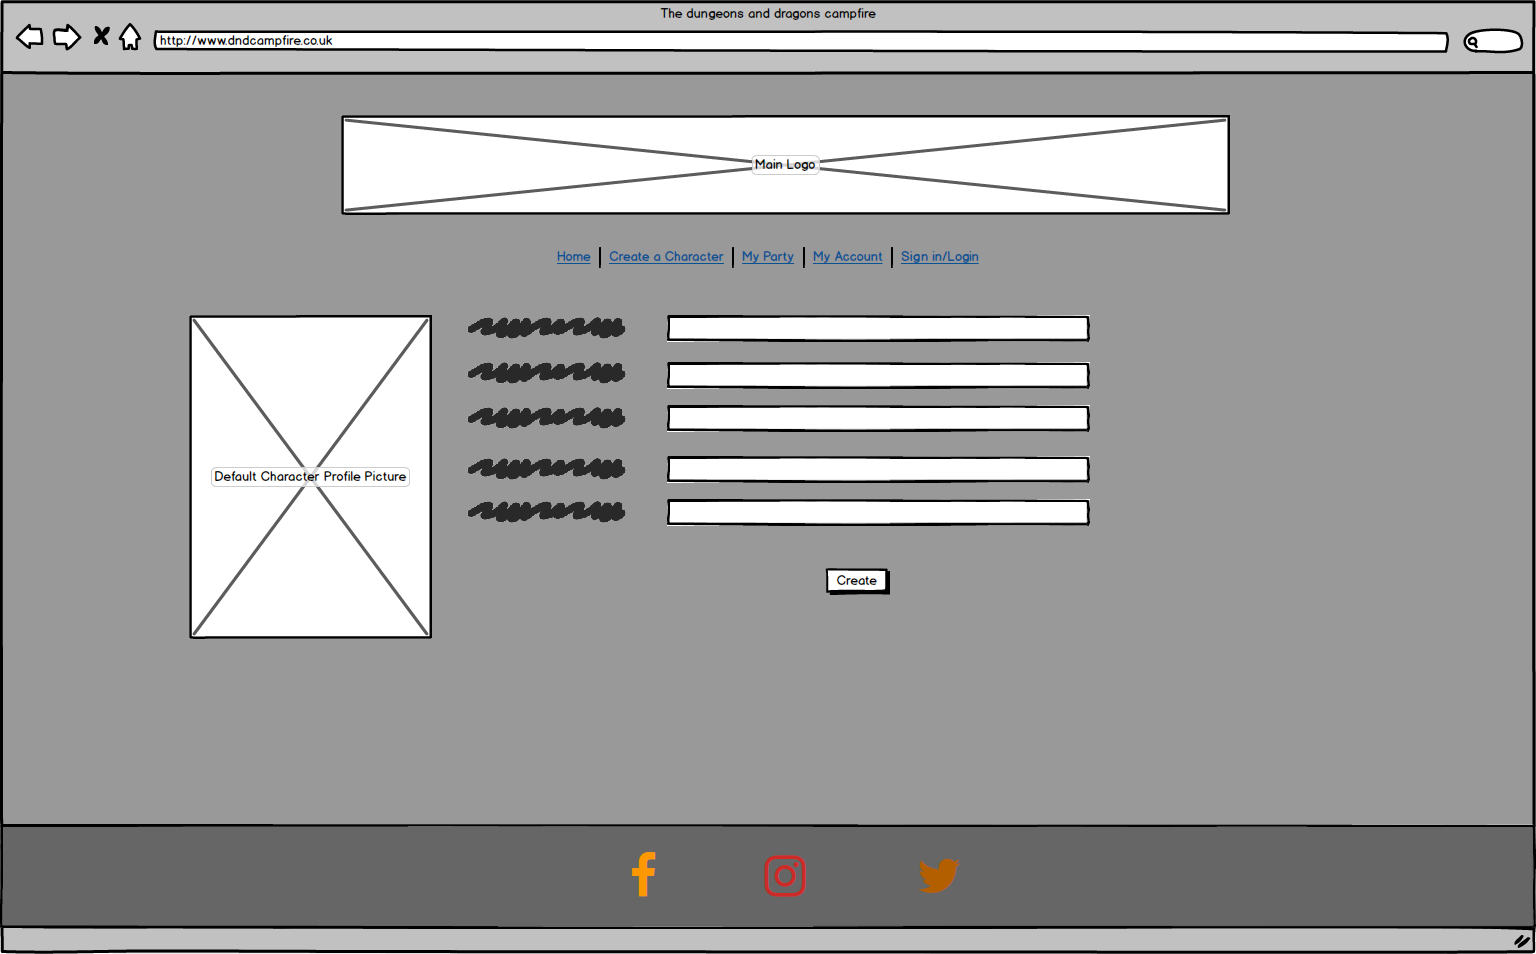 The dungeons and dragons campfire
http://www.dndcampfire.co.uk
Main Logo
Home | Create a Character | My Party | My Account | Sign in/Login
Default Character Profile Picture
Create